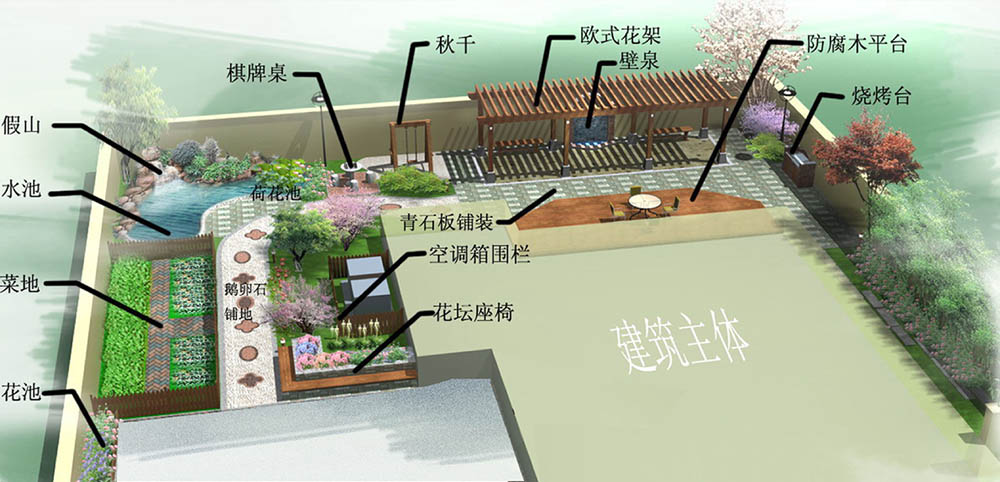 秋千
欧式花架
防腐木平台
棋牌桌
壁泉
烧烤台
假山
水池
荷花池
青石板铺装
空调箱围栏
菜地
鹅卵石
铺地
花坛座椅
建筑主体
花池